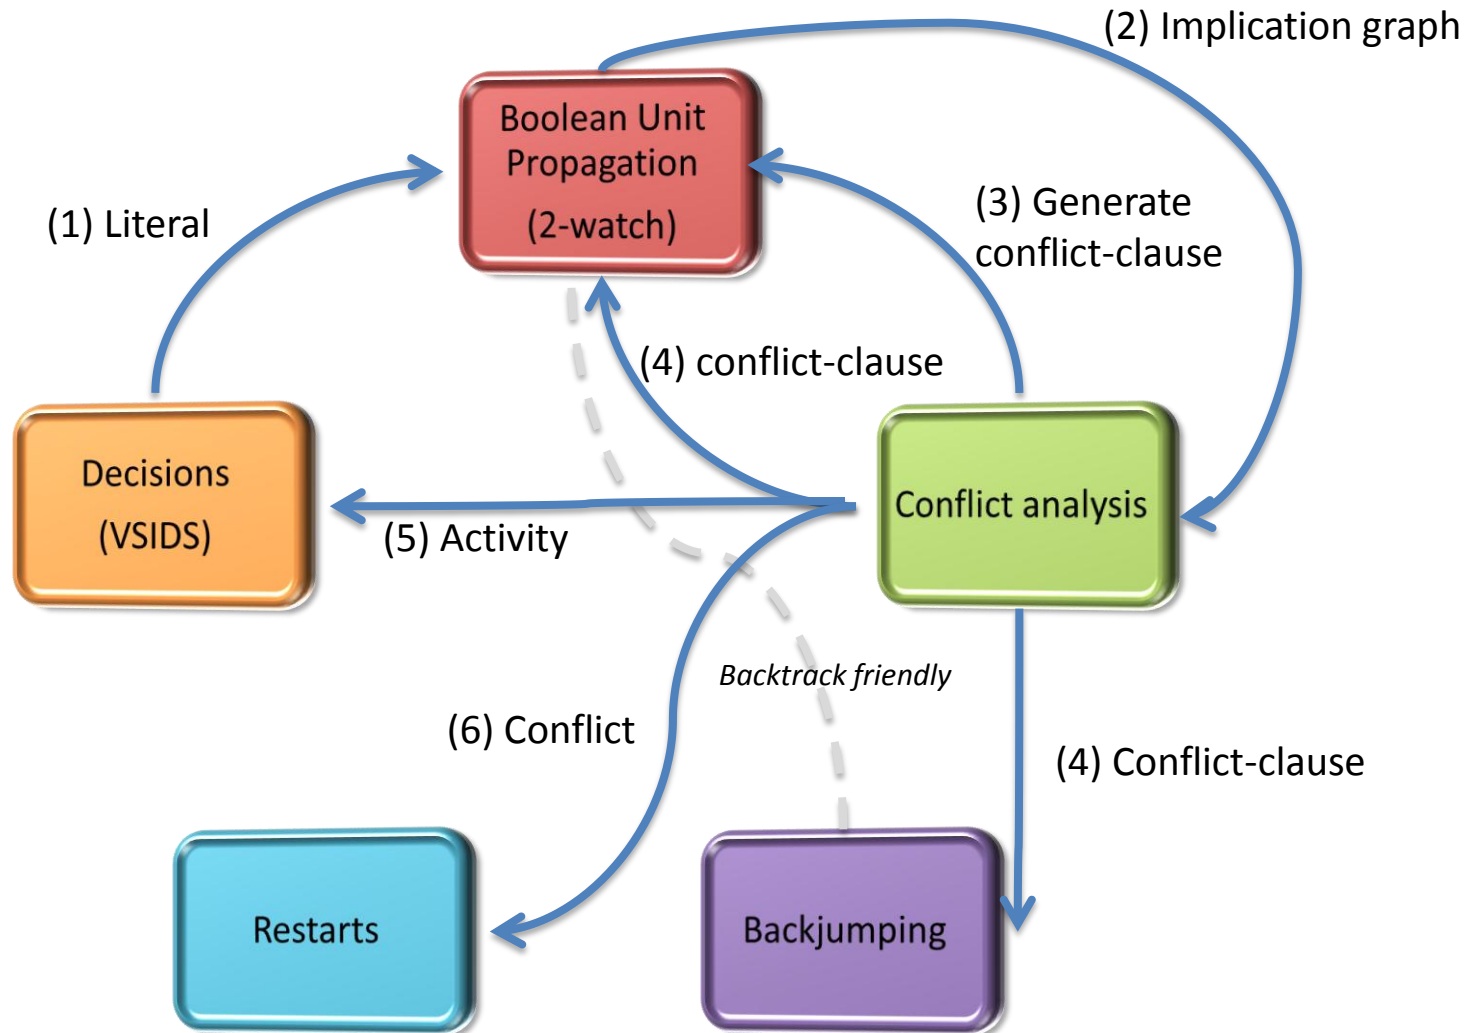 (2) Implication graph
Boolean Unit
Propagation
(2-watch)
(1) Literal
(3) Generate
conflict-clause
(4) conflict-clause
Decisions
(VSIDS)
Conflict analysis
(5) Activity
Backtrack friendly
(6) Conflict
(4) Conflict-clause
Restarts
Backjumping